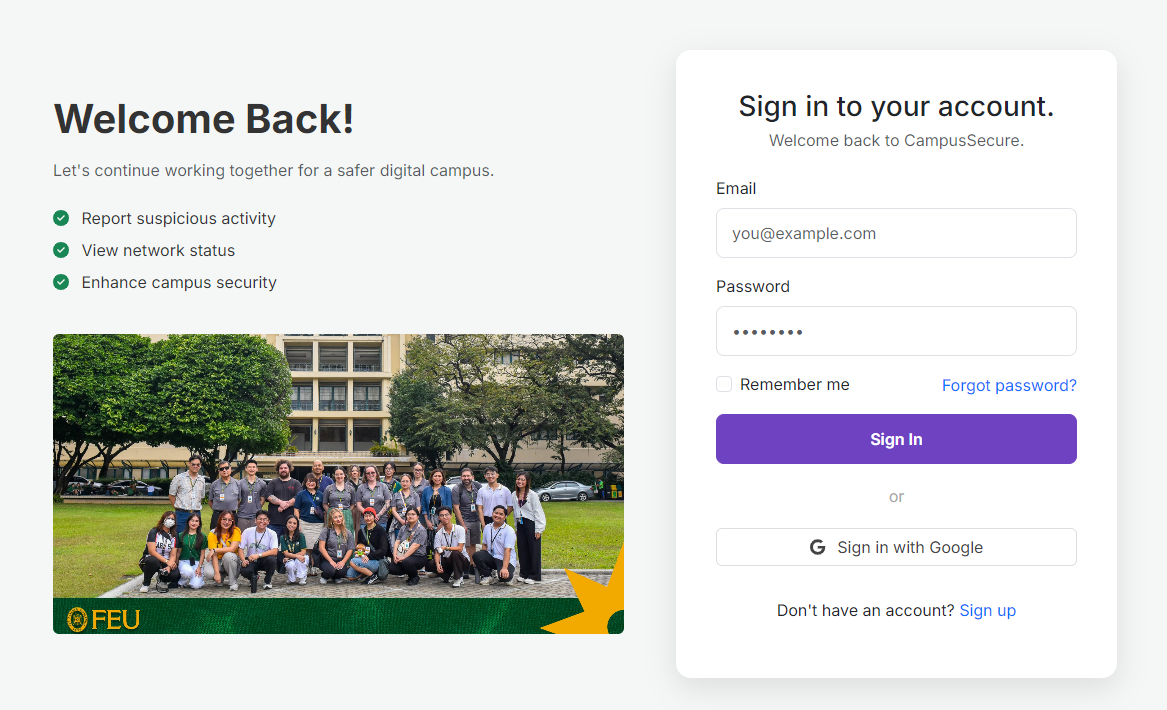 Welcome Back!
Let's continue working together for a safer digital campus.
Report suspicious activity
View network status
Enhance campus security
FEU
Sign in to your account.
Welcome back to CampusSecure.
Email
you@example.com
Password
••••••••
Remember me
Forgot password?
Sign In
or
Sign in with Google
Don't have an account? Sign up